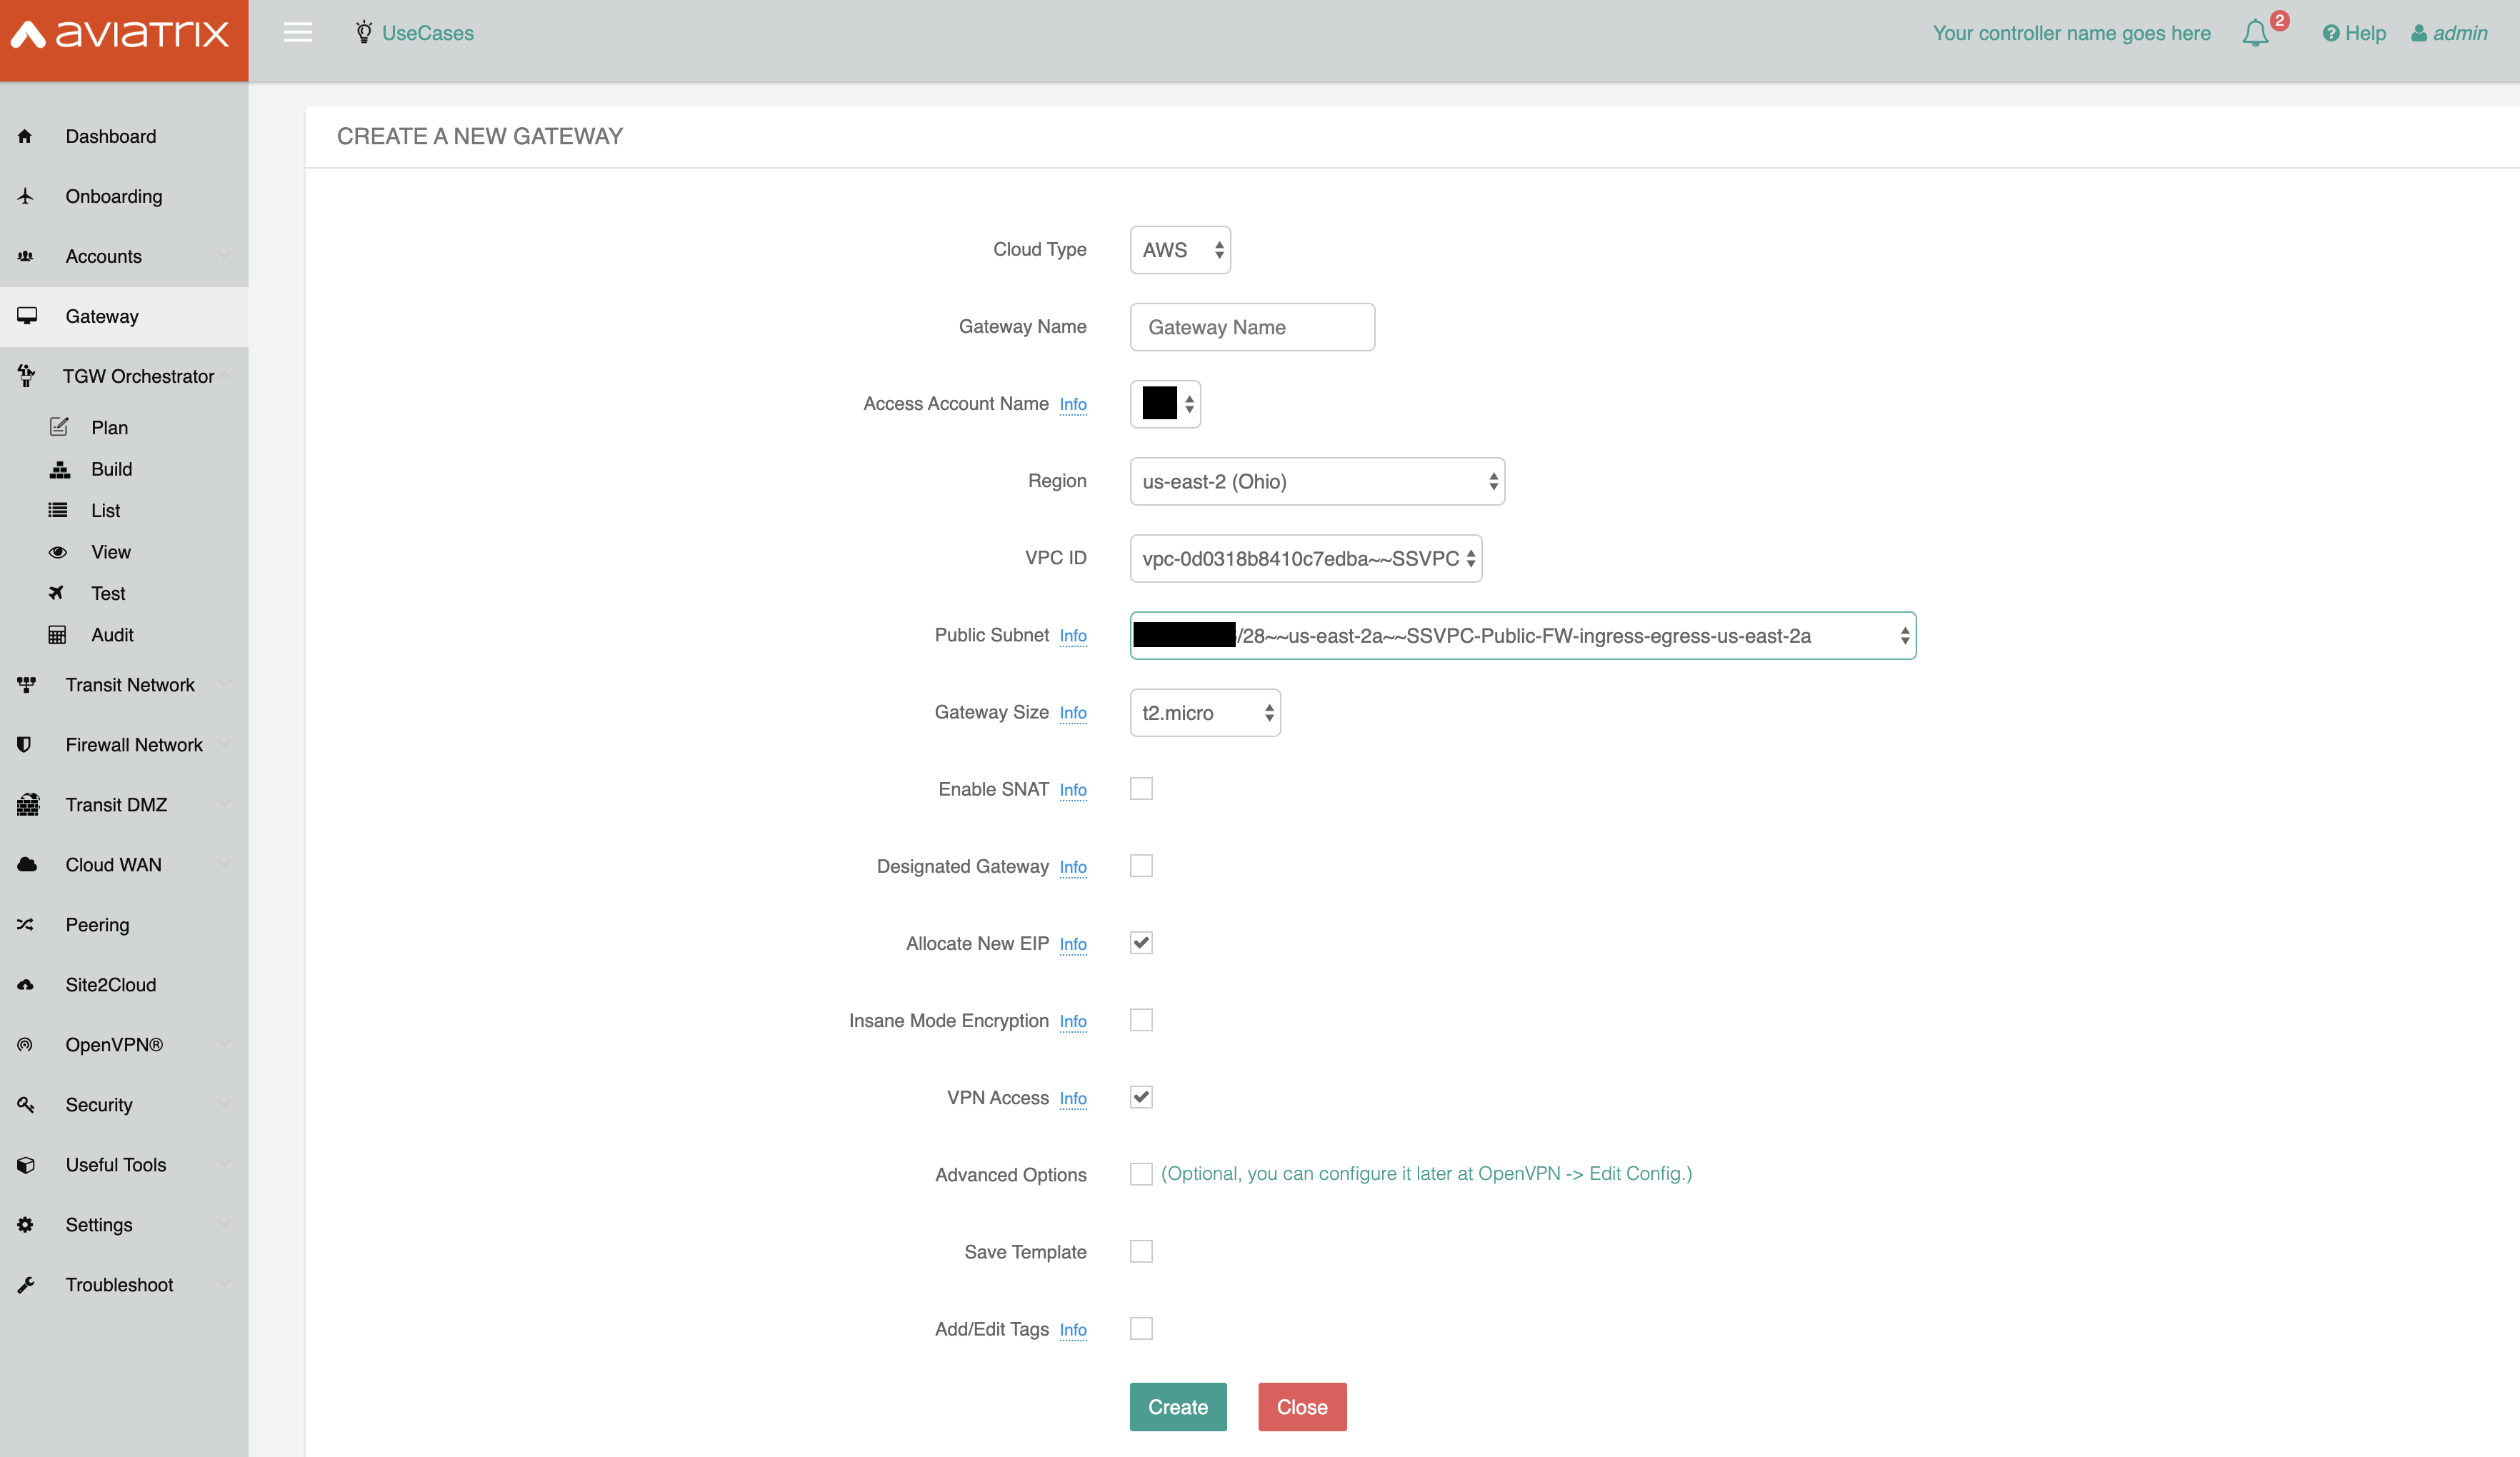 aviatrix
UseCases
Your controller name goes here
2
Help
admin
Dashboard
Onboarding
Accounts
Gateway
TGW Orchestrator
Plan
Build
List
View
Test
Audit
Transit Network
Firewall Network
Transit DMZ
Cloud WAN
Peering
Site2Cloud
OpenVPN®
Security
Useful Tools
Settings
Troubleshoot
CREATE A NEW GATEWAY
Cloud Type AWS
Gateway Name Gateway Name
Access Account Name Info
Region us-east-2 (Ohio)
VPC ID vpc-0d0318b8410c7edba~~SSVPC
Public Subnet Info /28~~us-east-2a~~SSVPC-Public-FW-ingress-egress-us-east-2a
Gateway Size Info t2.micro
Enable SNAT Info
Designated Gateway Info
Allocate New EIP Info
Insane Mode Encryption Info
VPN Access Info
Advanced Options (Optional, you can configure it later at OpenVPN -> Edit Config.)
Save Template
Add/Edit Tags Info
Create Close